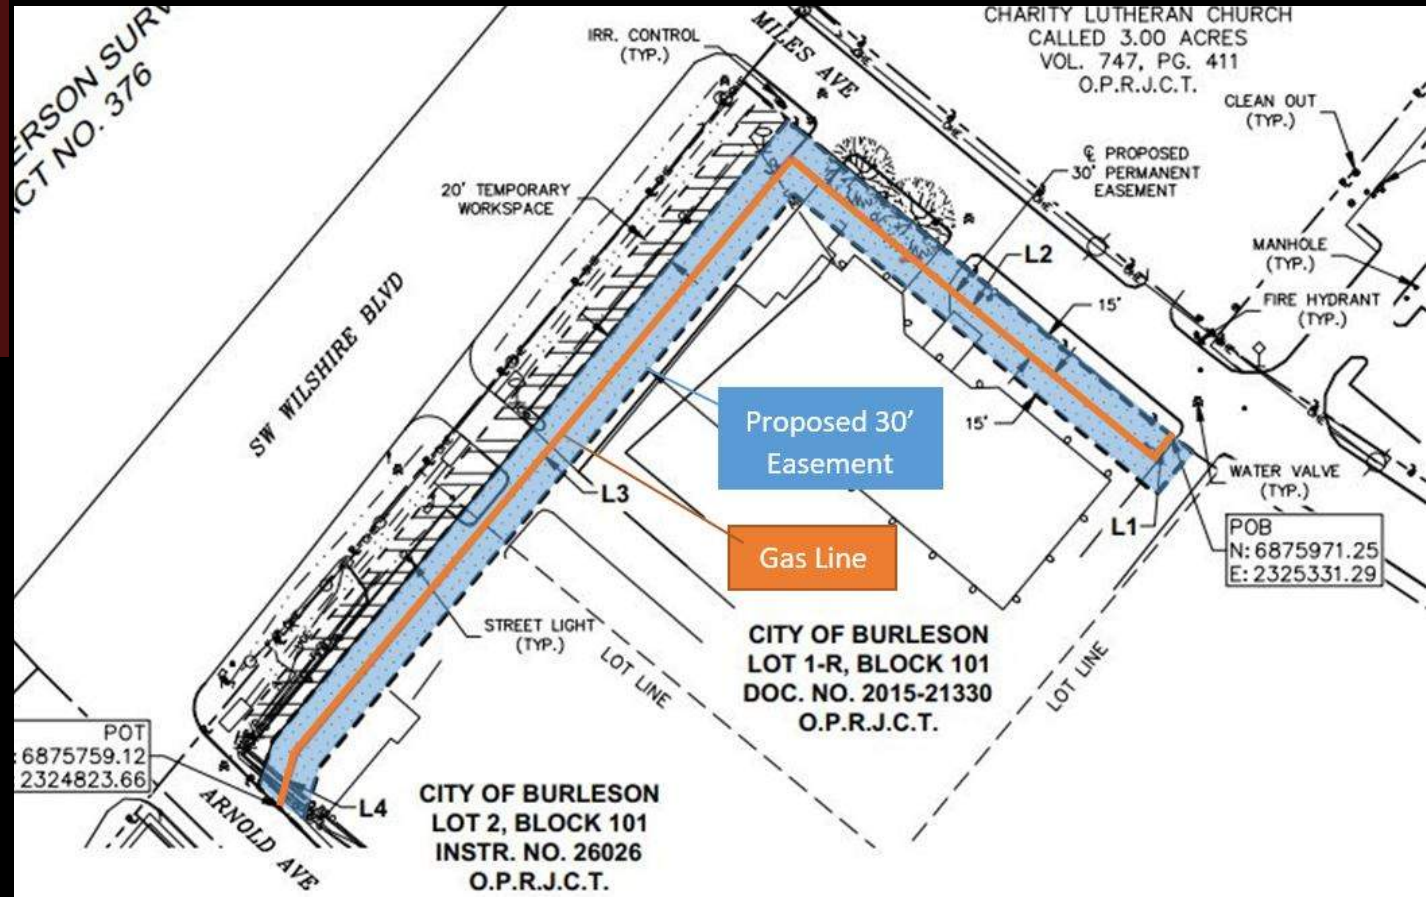 ERSON SURV
ACT NO. 376
IRR. CONTROL
(TYP.)
MILES AVE
CHARITY LUTHERAN CHURCH
CALLED 3.00 ACRES
VOL. 747, PG. 411
O.P.R.J.C.T.
CLEAN OUT
(TYP.)
℄ PROPOSED
30' PERMANENT
EASEMENT
20' TEMPORARY
WORKSPACE
L2
MANHOLE
(TYP.)
FIRE HYDRANT
(TYP.)
15'
SW WILSHIRE BLVD
Proposed 30’
Easement
15'
L3
WATER VALVE
(TYP.)
L1
POB
N: 6875971.25
E: 2325331.29
Gas Line
STREET LIGHT
(TYP.)
LOT LINE
CITY OF BURLESON
LOT 1-R, BLOCK 101
DOC. NO. 2015-21330
O.P.R.J.C.T.
LOT LINE
POT
: 6875759.12
2324823.66
L4
ARNOLD AVE
CITY OF BURLESON
LOT 2, BLOCK 101
INSTR. NO. 26026
O.P.R.J.C.T.